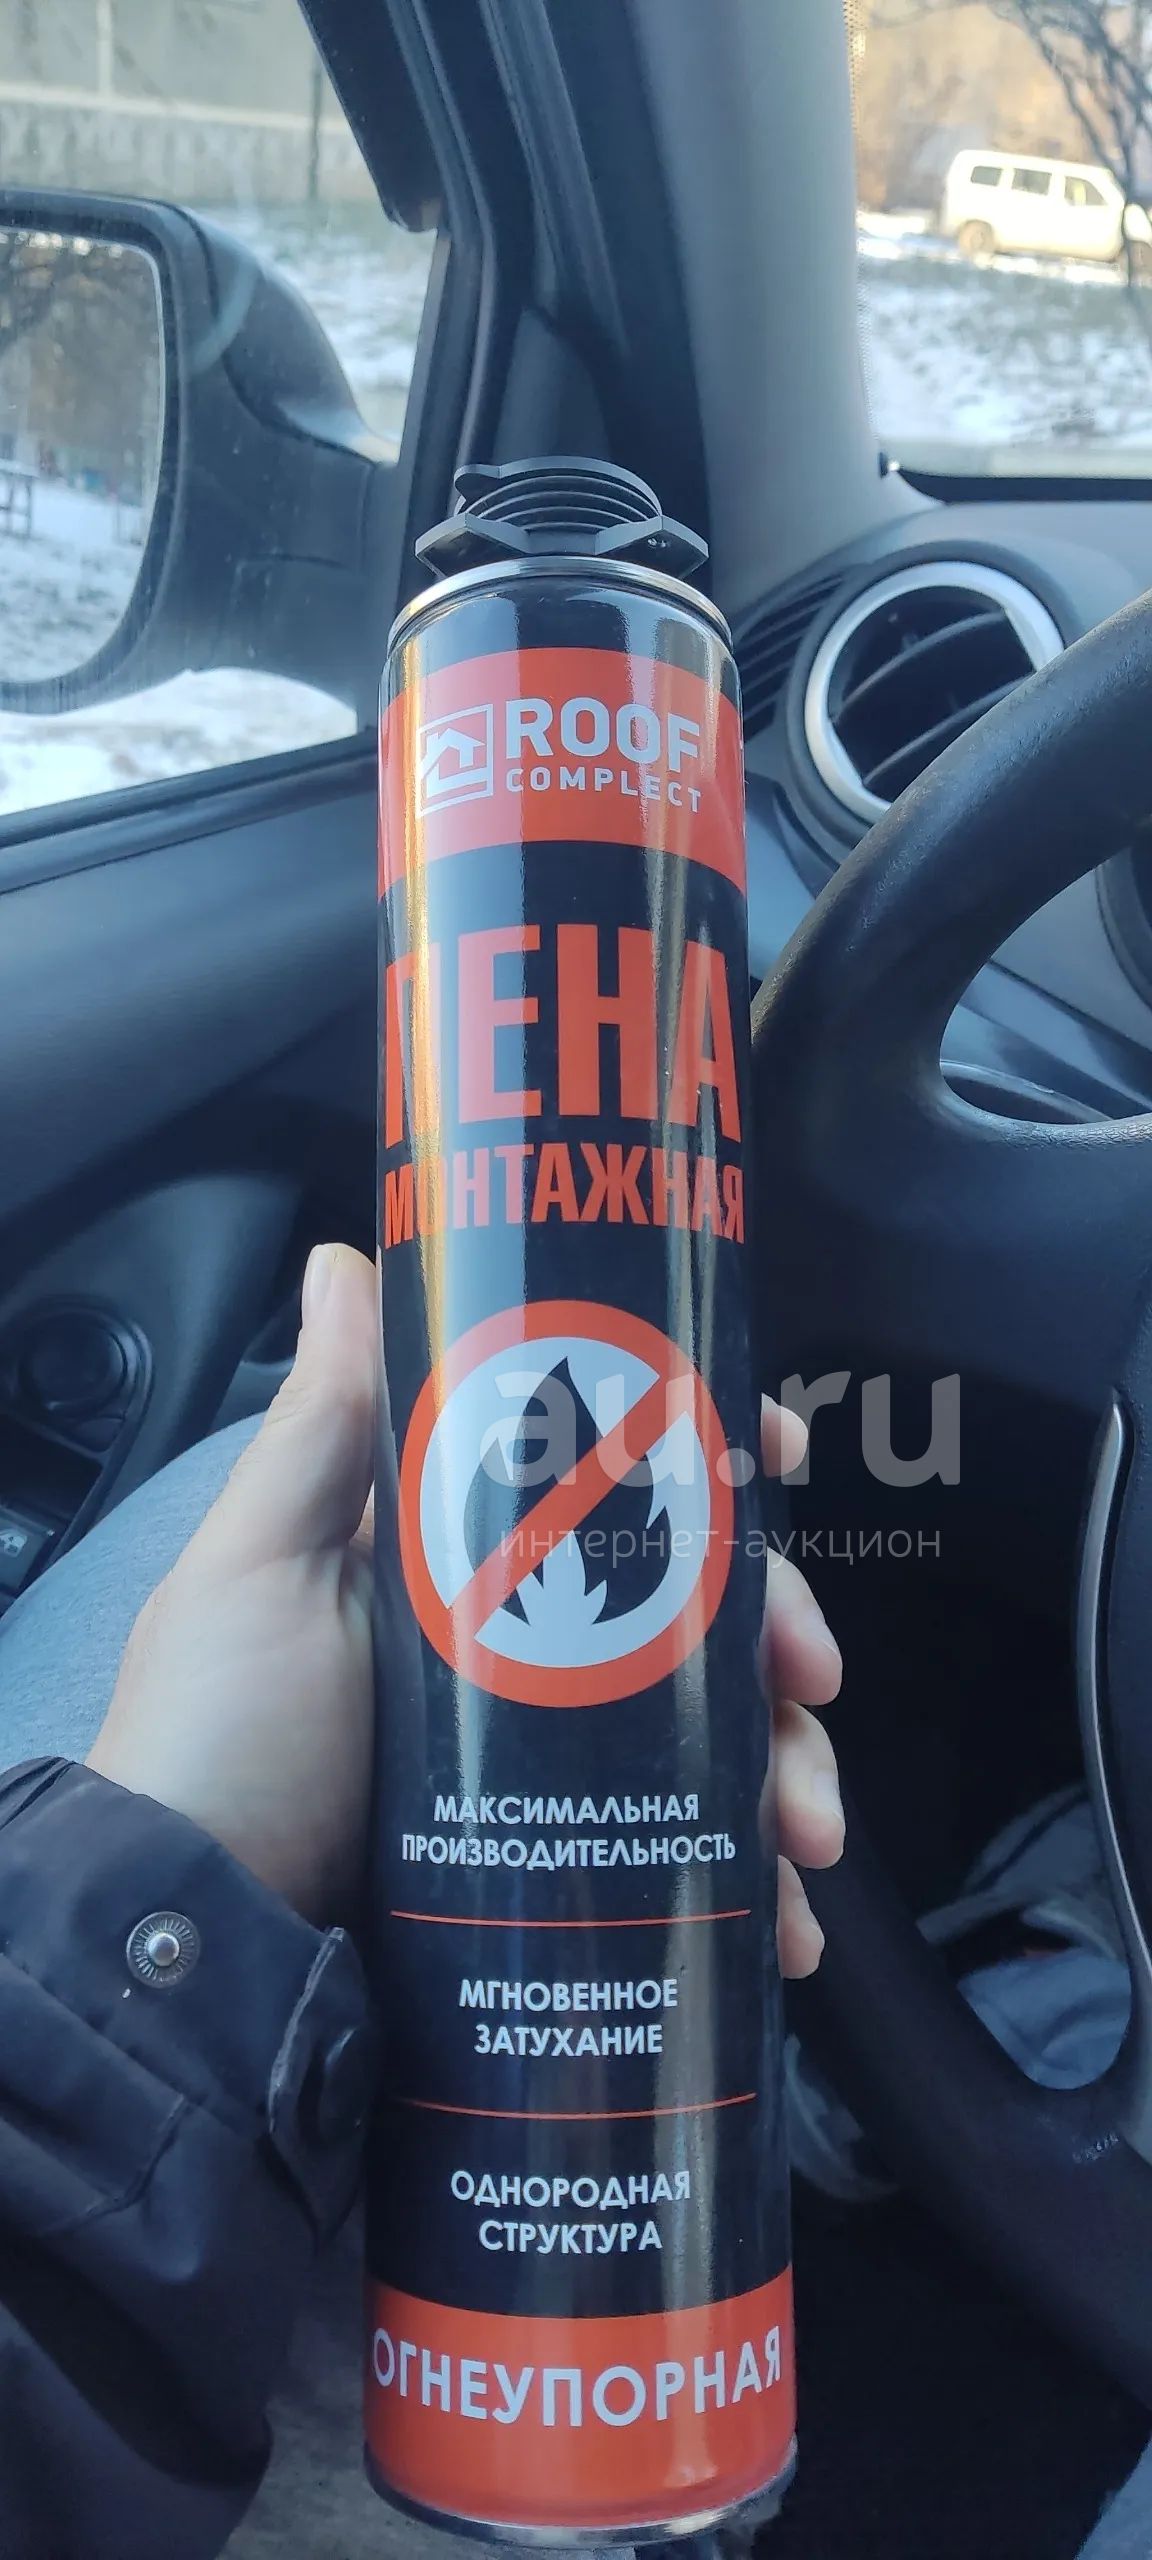 ROOF
COMPLECT
ПЕНА
МОНТАЖНАЯ
au.ru
интернет-аукцион
МАКСИМАЛЬНАЯ
ПРОИЗВОДИТЕЛЬНОСТЬ
МГНОВЕННОЕ
ЗАТУХАНИЕ
ОДНОРОДНАЯ
СТРУКТУРА
ОГНЕУПОРНАЯ